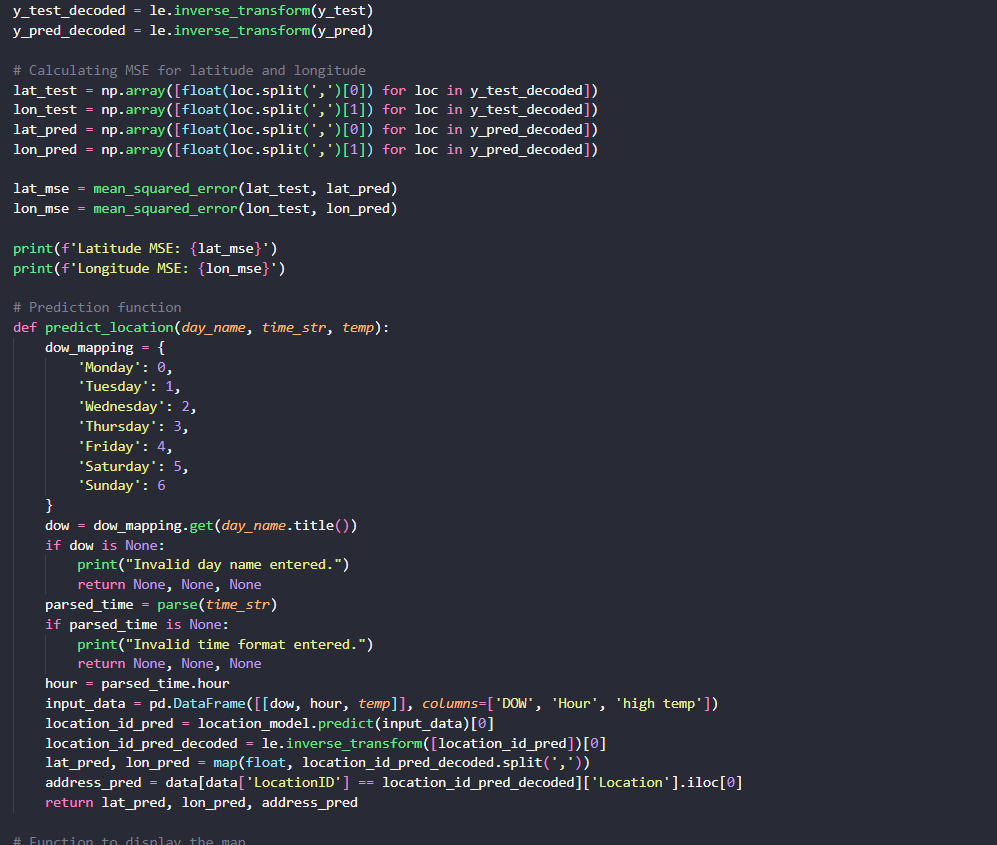 y_test_decoded = le.inverse_transform(y_test)
y_pred_decoded = le.inverse_transform(y_pred)
# Calculating MSE for latitude and longitude
lat_test = np.array([float(loc.split(',')[0]) for loc in y_test_decoded])
lon_test = np.array([float(loc.split(',')[1]) for loc in y_test_decoded])
lat_pred = np.array([float(loc.split(',')[0]) for loc in y_pred_decoded])
lon_pred = np.array([float(loc.split(',')[1]) for loc in y_pred_decoded])
lat_mse = mean_squared_error(lat_test, lat_pred)
lon_mse = mean_squared_error(lon_test, lon_pred)
print(f'Latitude MSE: {lat_mse}')
print(f'Longitude MSE: {lon_mse}')
# Prediction function
def predict_location(day_name, time_str, temp):
    dow_mapping = {
        'Monday': 0,
        'Tuesday': 1,
        'Wednesday': 2,
        'Thursday': 3,
        'Friday': 4,
        'Saturday': 5,
        'Sunday': 6
    }
    dow = dow_mapping.get(day_name.title())
    if dow is None:
        print("Invalid day name entered.")
        return None, None, None
    parsed_time = parse(time_str)
    if parsed_time is None:
        print("Invalid time format entered.")
        return None, None, None
    hour = parsed_time.hour
    input_data = pd.DataFrame([[dow, hour, temp]], columns=['DOW', 'Hour', 'high temp'])
    location_id_pred = location_model.predict(input_data)[0]
    location_id_pred_decoded = le.inverse_transform([location_id_pred])[0]
    lat_pred, lon_pred = map(float, location_id_pred_decoded.split(','))
    address_pred = data[data['LocationID'] == location_id_pred_decoded]['Location'].iloc[0]
    return lat_pred, lon_pred, address_pred
# Function to display the map